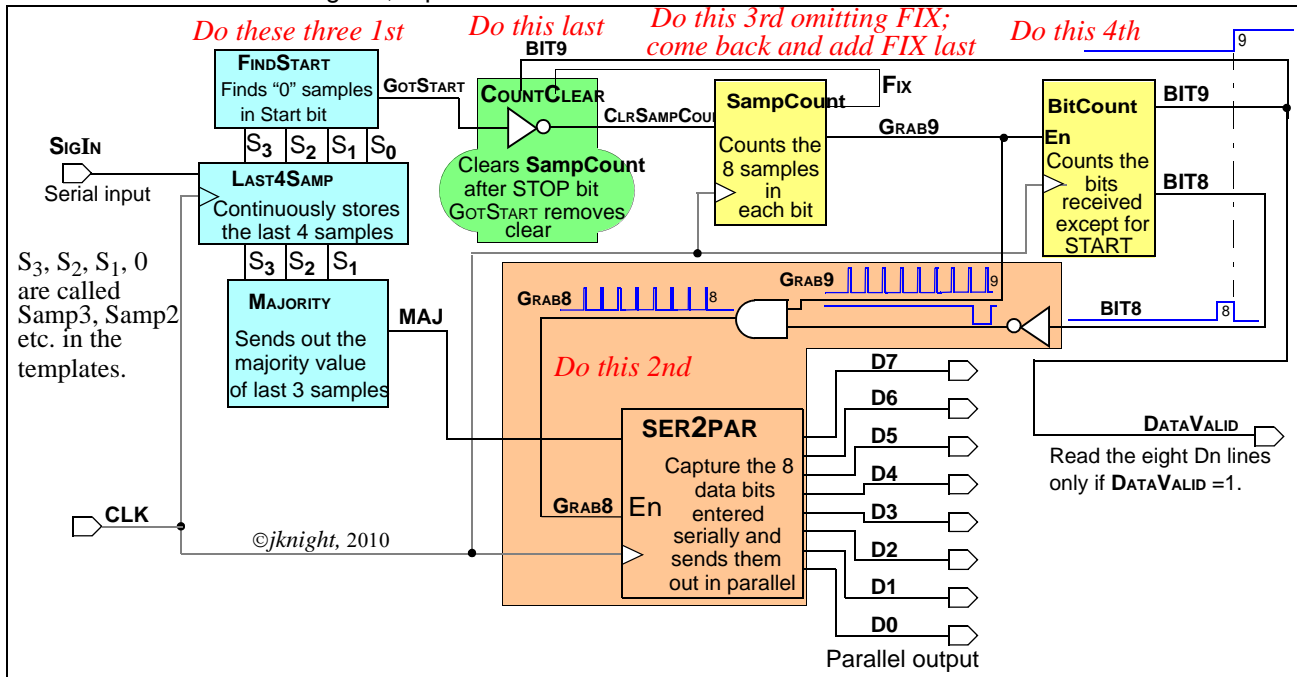 Do these three 1st
Do this last
Do this 3rd omitting FIX;
come back and add FIX last
Do this 4th
BIT9
9
FINDSTART
Finds "0" samples
in Start bit
GOTSTART
COUNTCLEAR
CLRSAMPCOU
Clears SampCount
after STOP bit
GOTSTART removes
clear
FIX
SampCount
Counts the
8 samples
in
each bit
GRAB9
BitCount
En
Counts the
bits
received
except for
START
BIT9
BIT8
S3 S2 S1 S0
SIGIN
Serial input
LAST4SAMP
Continuously stores
the last 4 samples
S3 S2 S1
S3, S2, S1, 0
are called
Samp3, Samp2
etc. in the
templates.
MAJORITY
Sends out the
majority value
of last 3 samples
MAJ
GRAB8
8
GRAB9
9
BIT8
8
Do this 2nd
SER2PAR
Capture the 8
data bits
entered
serially and
sends them
out in parallel
GRAB8
En
D7
D6
D5
D4
D3
D2
D1
D0
Parallel output
DATAVALID
Read the eight Dn lines
only if DATAVALID =1.
CLK
©jknight, 2010